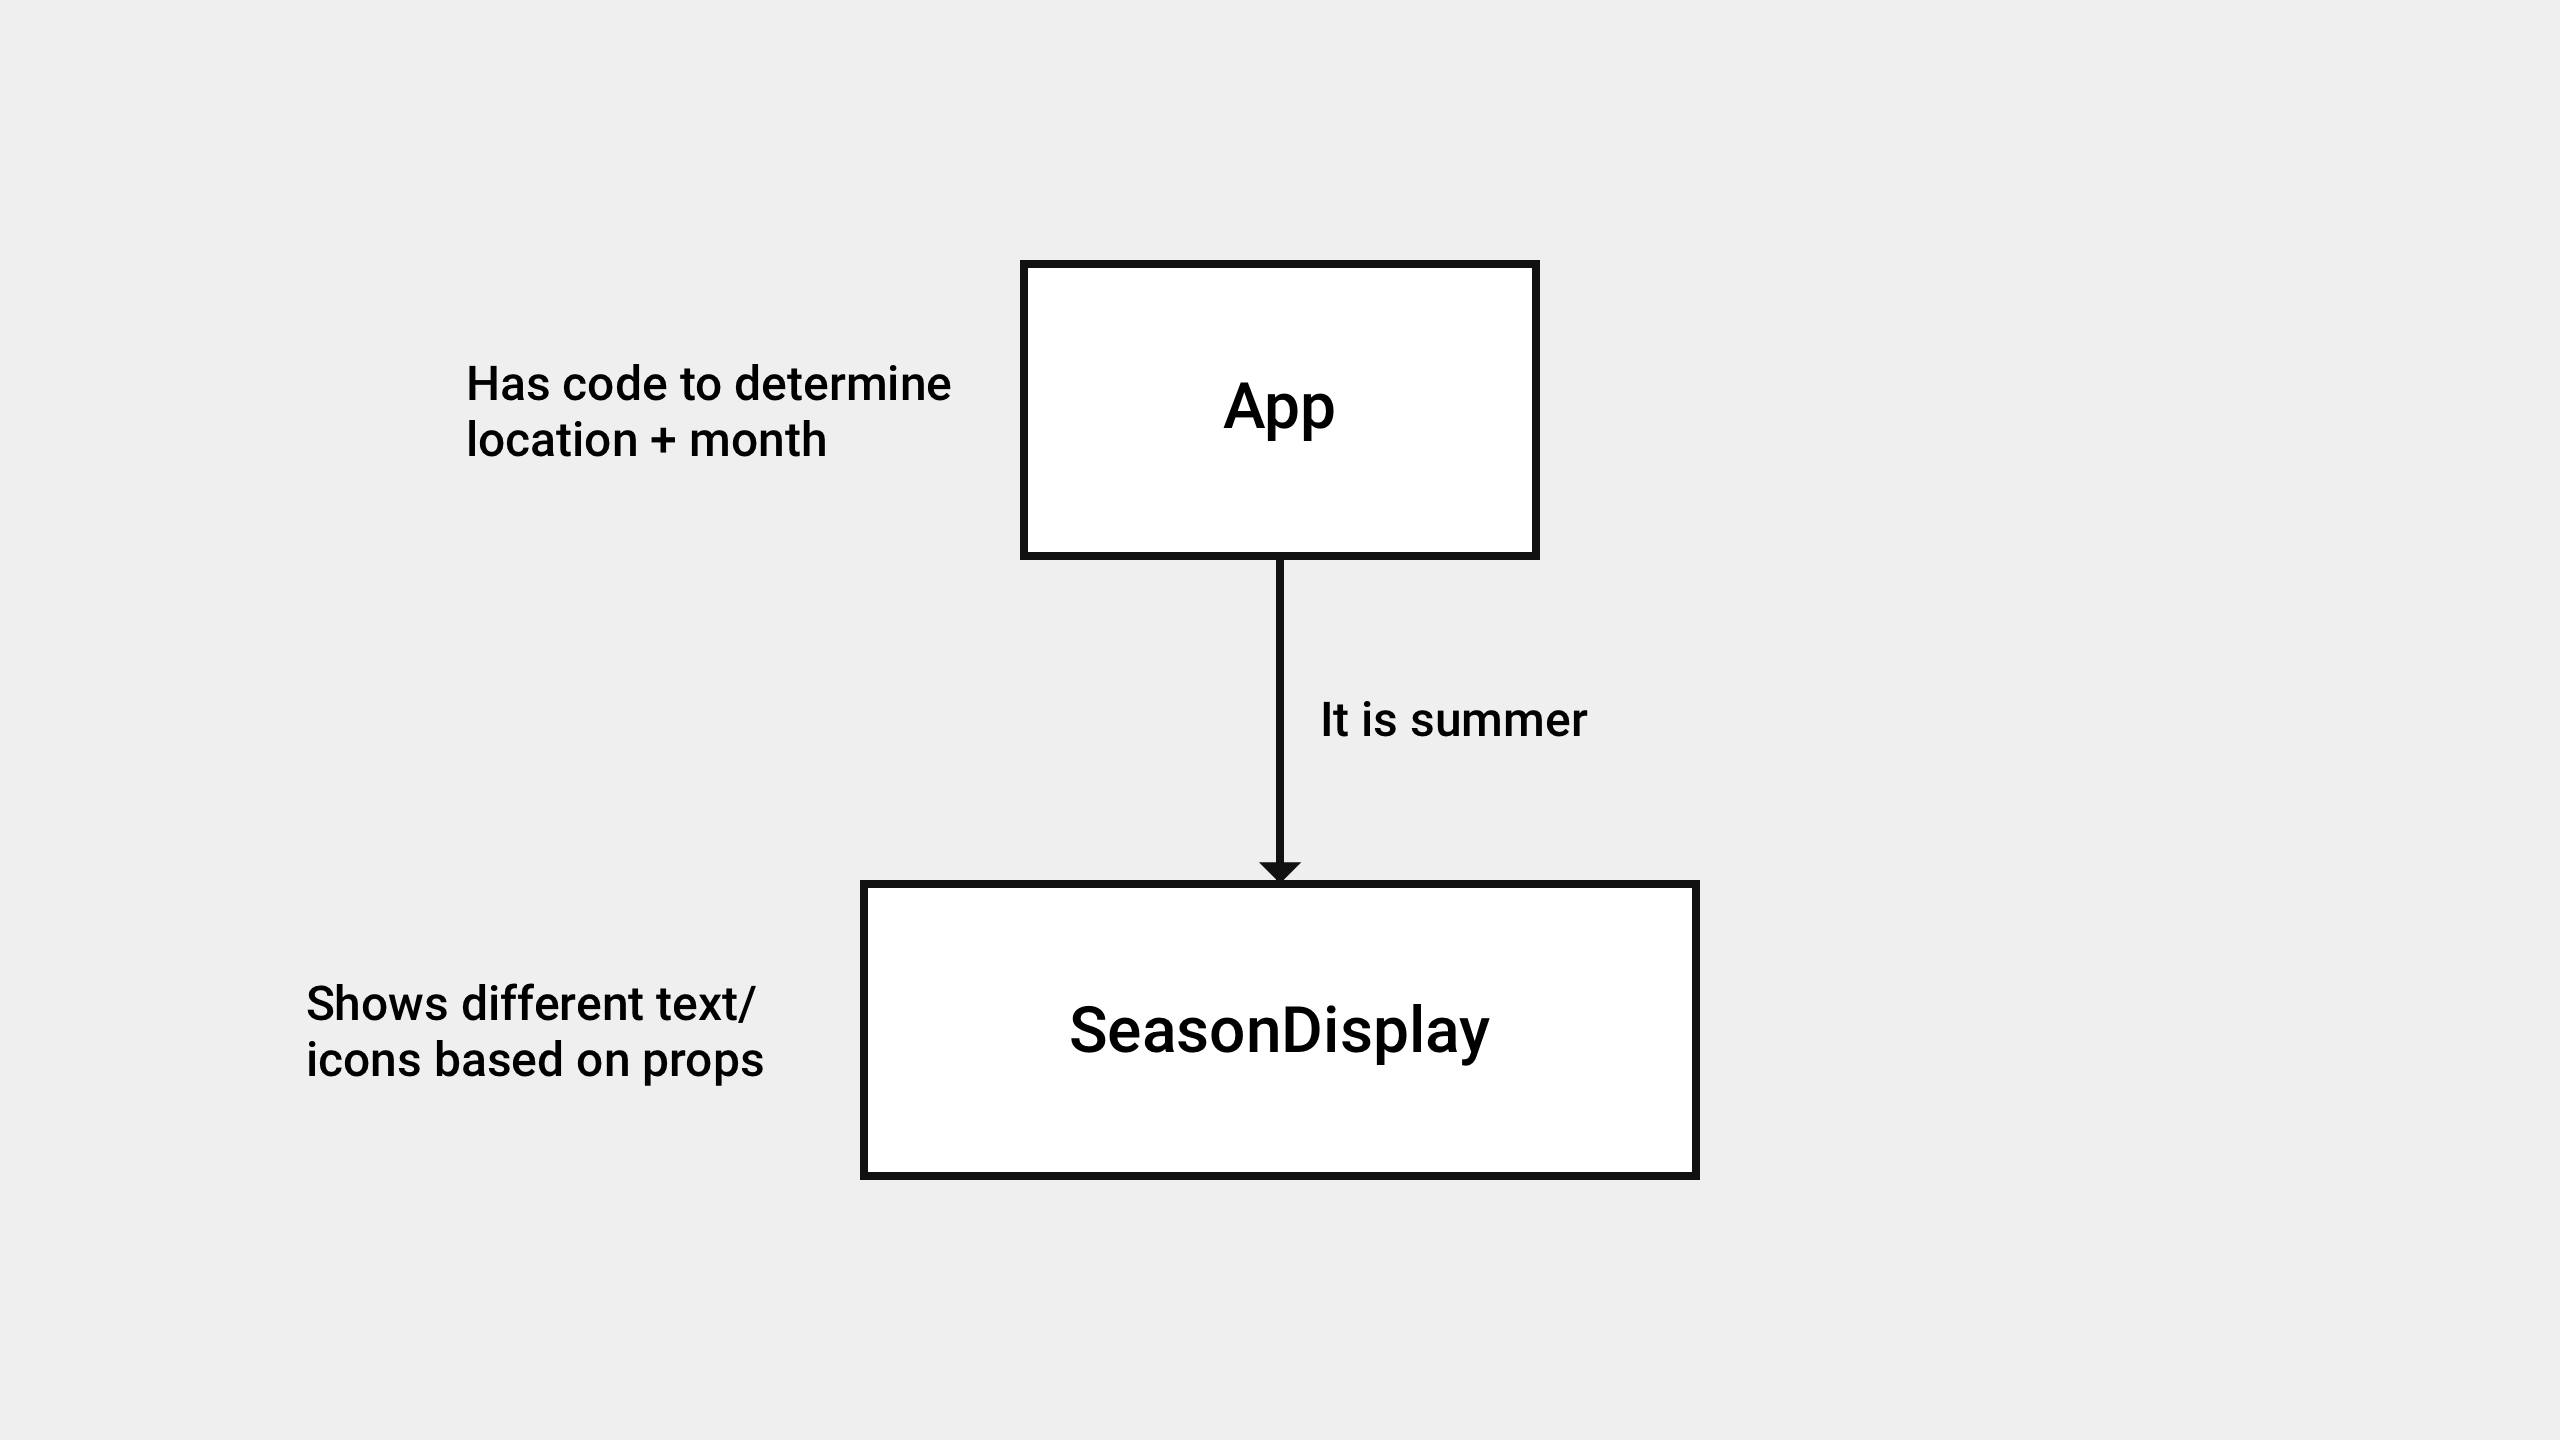 App
Has code to determine
location + month
It is summer
SeasonDisplay
Shows different text/
icons based on props